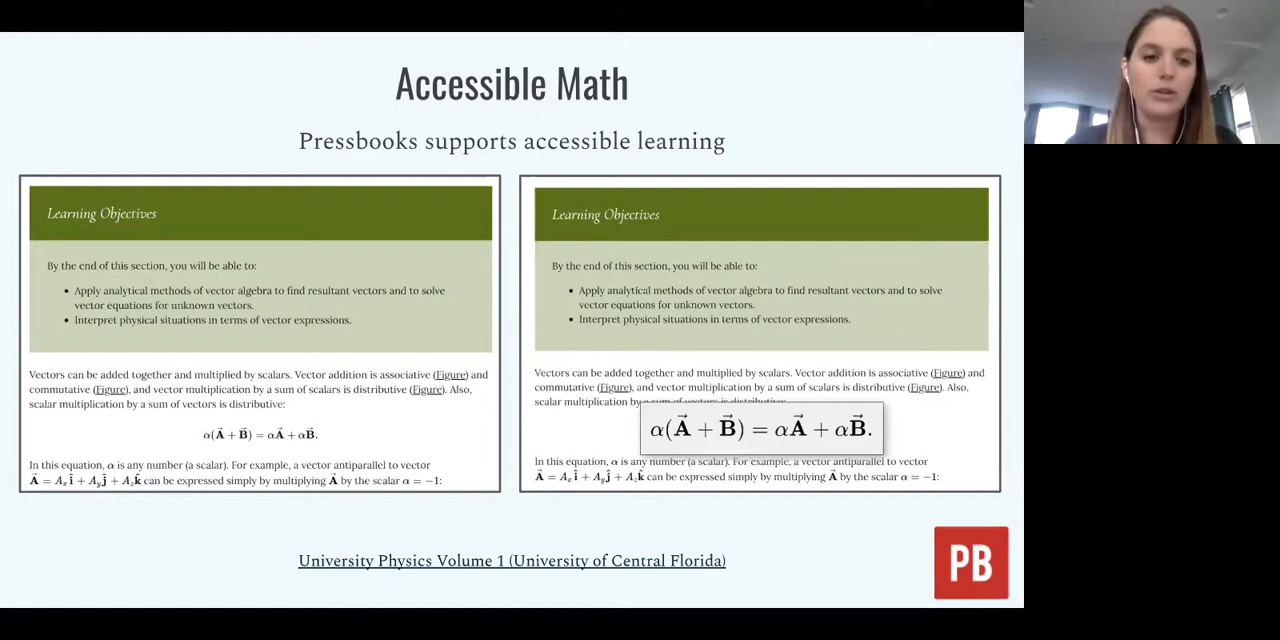 Accessible Math
Pressbooks supports accessible learning
Learning Objectives
By the end of this section, you will be able to:
• Apply analytical methods of vector algebra to find resultant vectors and to solve
vector equations for unknown vectors.
• Interpret physical situations in terms of vector expressions.
Vectors can be added together and multiplied by scalars. Vector addition is associative (Figure) and
commutative (Figure), and vector multiplication by a sum of scalars is distributive (Figure). Also,
scalar multiplication by a sum of vectors is distributive:
α(A⃗ + B⃗) = αA⃗ + αB⃗.
In this equation, α is any number (a scalar). For example, a vector antiparallel to vector
A⃗ = Aₓî + Aᵧĵ + A_zk̂ can be expressed simply by multiplying A⃗ by the scalar α = −1:
Learning Objectives
By the end of this section, you will be able to:
• Apply analytical methods of vector algebra to find resultant vectors and to solve
vector equations for unknown vectors.
• Interpret physical situations in terms of vector expressions.
Vectors can be added together and multiplied by scalars. Vector addition is associative (Figure) and
commutative (Figure), and vector multiplication by a sum of scalars is distributive (Figure). Also,
scalar multiplication by a sum of vectors is distributive:
α(A⃗ + B⃗) = αA⃗ + αB⃗.
In this equation, α is any number (a scalar). For example, a vector antiparallel to vector
A⃗ = Aₓî + Aᵧĵ + A_zk̂ can be expressed simply by multiplying A⃗ by the scalar α = −1:
University Physics Volume 1 (University of Central Florida)
PB